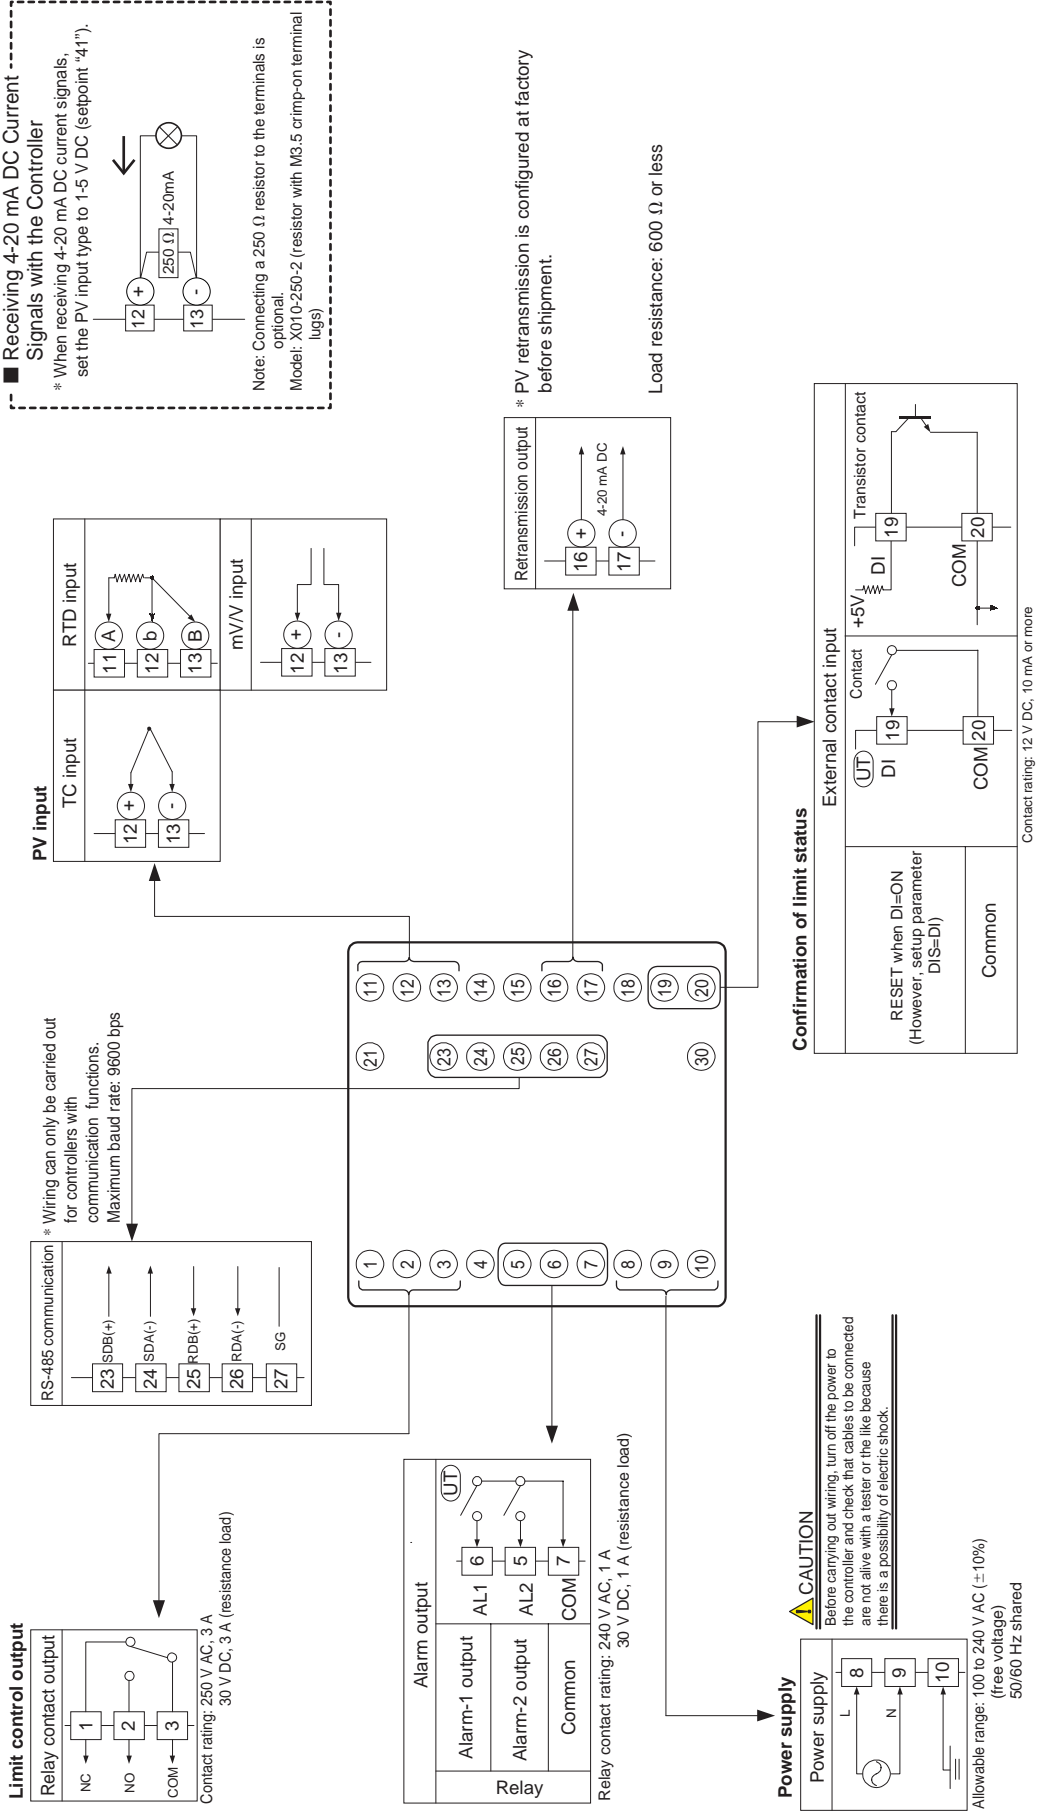 Limit control output
Relay contact output
NC
1
NO
2
COM
3
Contact rating: 250 V AC, 3 A
30 V DC, 3 A (resistance load)
RS-485 communication
23
SDB(+)
24
SDA(-)
25
RDB(+)
26
RDA(-)
27
SG
* Wiring can only be carried out
for controllers with
communication functions.
Maximum baud rate: 9600 bps
PV input
TC input
12
+
13
-
RTD input
11
A
12
b
13
B
mV/V input
12
+
13
-
■ Receiving 4-20 mA DC Current
Signals with the Controller
* When receiving 4-20 mA DC current signals,
set the PV input type to 1-5 V DC (setpoint “41”).
12
+
250 Ω
4-20mA
13
-
Note: Connecting a 250 Ω resistor to the terminals is
optional.
Model: X010-250-2 (resistor with M3.5 crimp-on terminal
lugs)
1
2
3
4
5
6
7
8
9
10
21
23
24
25
26
27
30
11
12
13
14
15
16
17
18
19
20
Alarm output
Relay
Alarm-1 output
AL1
6
UT
Alarm-2 output
AL2
5
Common
COM
7
Relay contact rating: 240 V AC, 1 A
30 V DC, 1 A (resistance load)
Retransmission output
16
+
4-20 mA DC
17
-
* PV retransmission is configured at factory
before shipment.
Load resistance: 600 Ω or less
Power supply
Power supply
L
8
N
9
10
Allowable range: 100 to 240 V AC (±10%)
(free voltage)
50/60 Hz shared
CAUTION
Before carrying out wiring, turn off the power to
the controller and check that cables to be connected
are not alive with a tester or the like because
there is a possibility of electric shock.
Confirmation of limit status
External contact input
RESET when DI=ON
(However, setup parameter
DIS=DI)
Common
UT
Contact
DI
19
COM
20
Transistor contact
+5V
DI
19
COM
20
Contact rating: 12 V DC, 10 mA or more